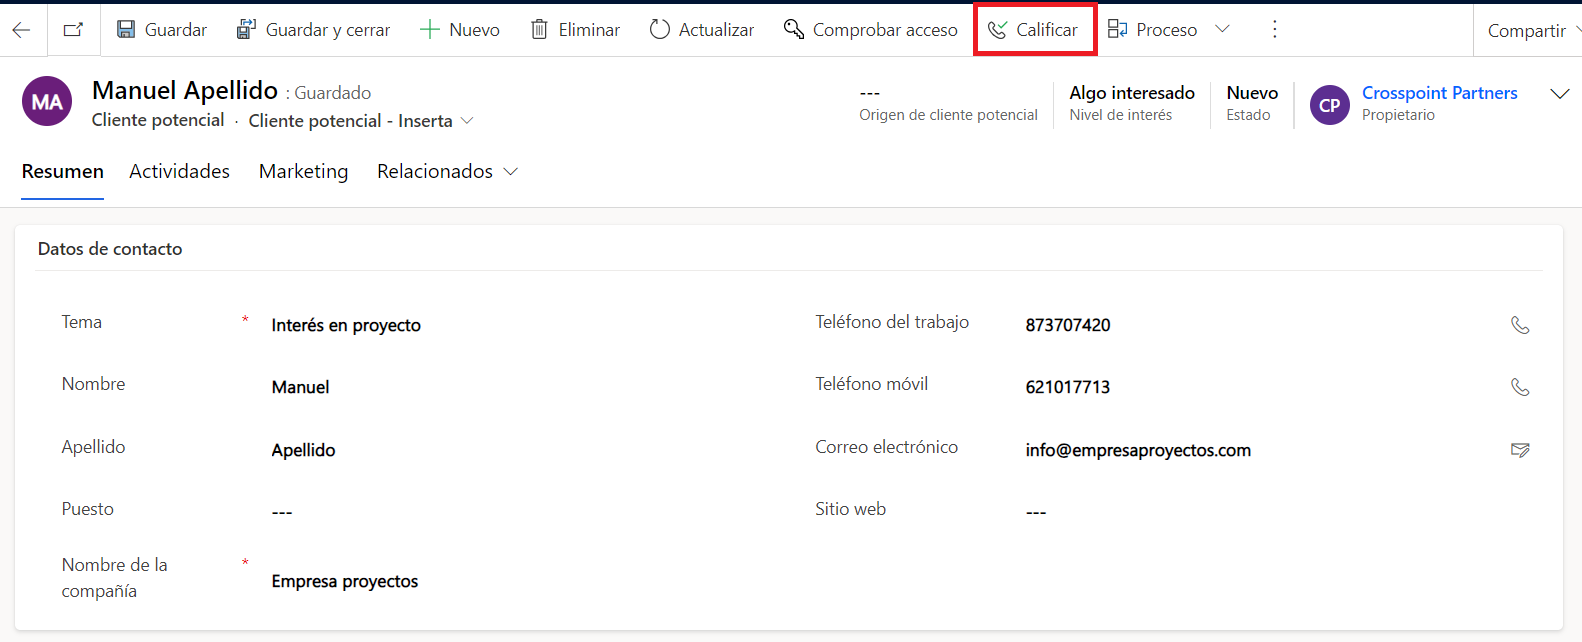 Guardar
Guardar y cerrar
Nuevo
Eliminar
Actualizar
Comprobar acceso
Calificar
Proceso
Compartir
MA
Manuel Apellido : Guardado
Cliente potencial · Cliente potencial - Inserta
---
Origen de cliente potencial
Algo interesado
Nivel de interés
Nuevo
Estado
CP
Crosspoint Partners
Propietario
Resumen
Actividades
Marketing
Relacionados
Datos de contacto
Tema * Interés en proyecto
Teléfono del trabajo 873707420
Nombre Manuel
Teléfono móvil 621017713
Apellido Apellido
Correo electrónico info@empresaproyectos.com
Puesto ---
Sitio web ---
Nombre de la
compañía * Empresa proyectos